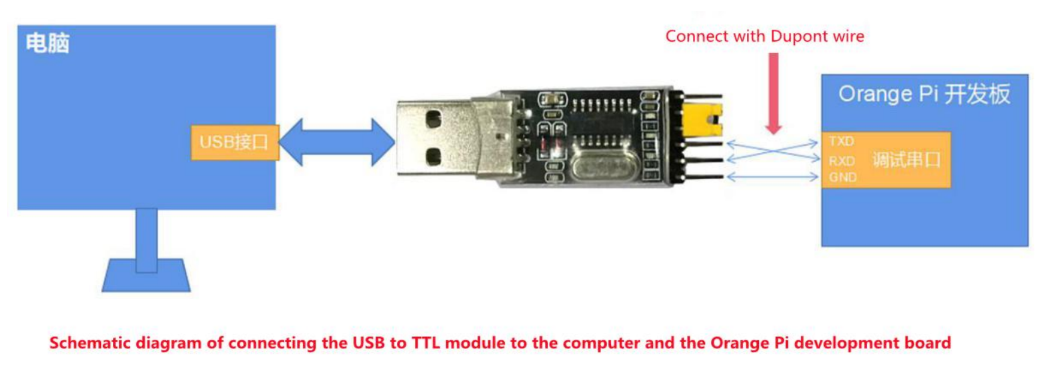 电脑
USB接口
Connect with Dupont wire
Orange Pi 开发板
TXD
RXD
GND
调试串口
Schematic diagram of connecting the USB to TTL module to the computer and the Orange Pi development board